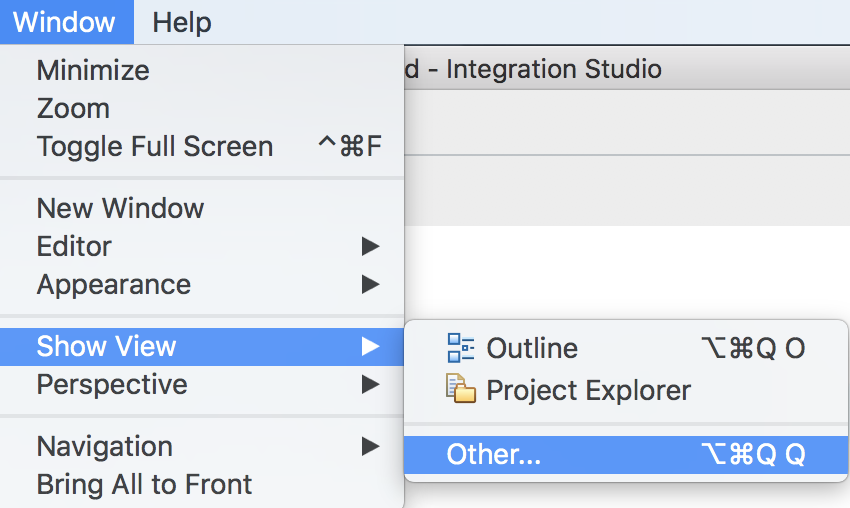 Window Help
d - Integration Studio
Minimize
Zoom
Toggle Full Screen ^⌘F
New Window
Editor ▶
Appearance ▶
Show View ▶
Outline ⌥⌘Q O
Project Explorer
Other... ⌥⌘Q Q
Perspective ▶
Navigation ▶
Bring All to Front